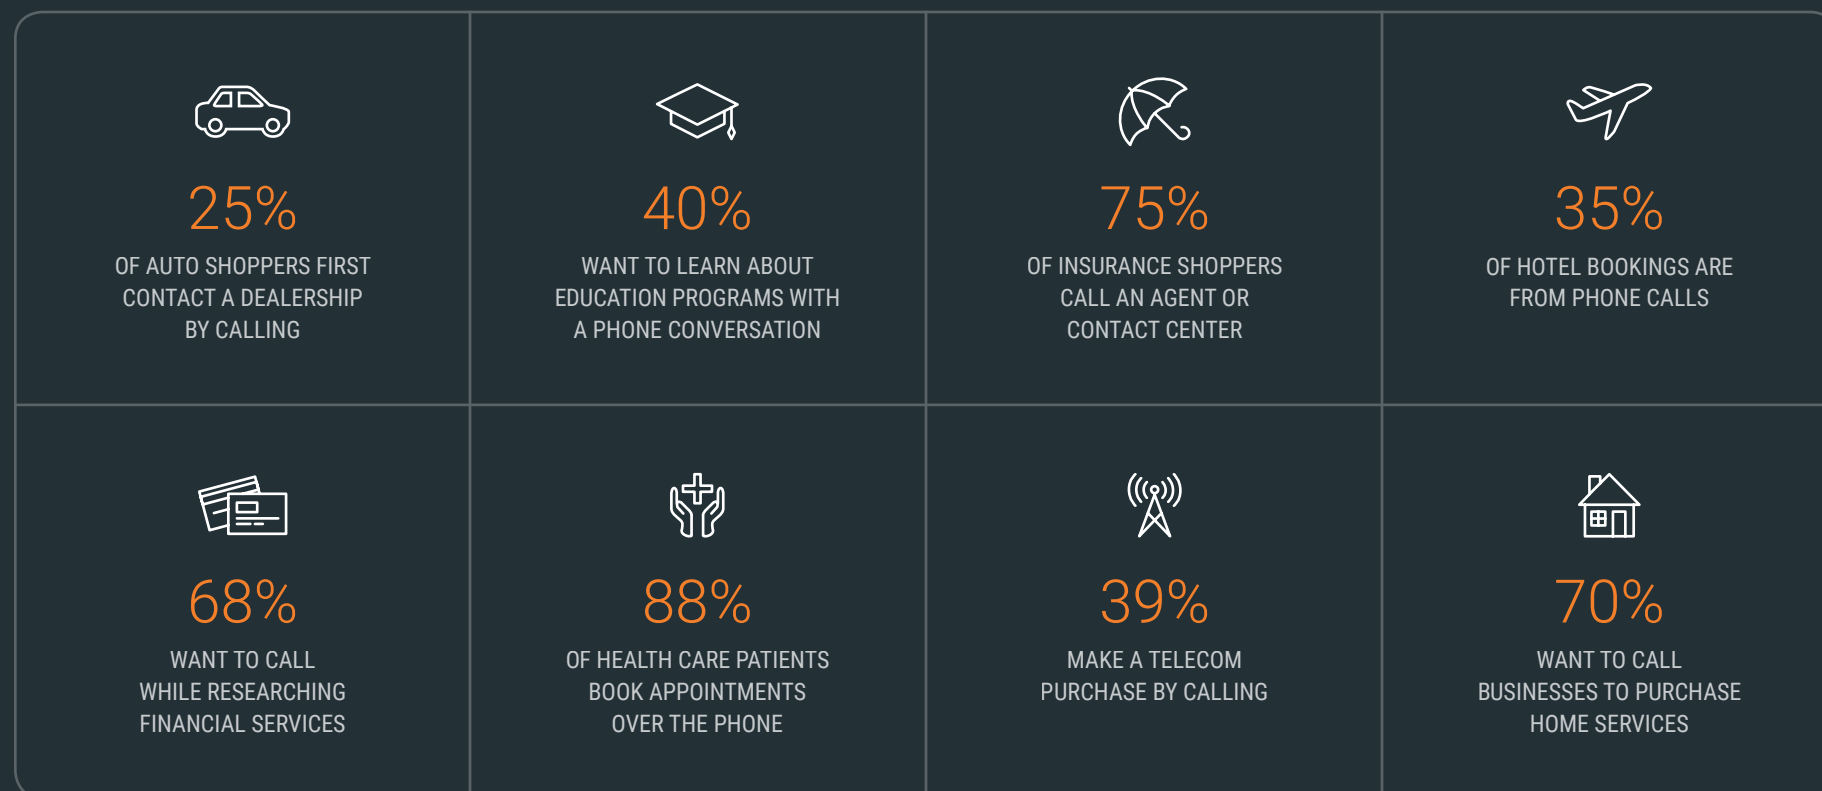 25%
OF AUTO SHOPPERS FIRST
CONTACT A DEALERSHIP
BY CALLING
40%
WANT TO LEARN ABOUT
EDUCATION PROGRAMS WITH
A PHONE CONVERSATION
75%
OF INSURANCE SHOPPERS
CALL AN AGENT OR
CONTACT CENTER
35%
OF HOTEL BOOKINGS ARE
FROM PHONE CALLS
68%
WANT TO CALL
WHILE RESEARCHING
FINANCIAL SERVICES
88%
OF HEALTH CARE PATIENTS
BOOK APPOINTMENTS
OVER THE PHONE
39%
MAKE A TELECOM
PURCHASE BY CALLING
70%
WANT TO CALL
BUSINESSES TO PURCHASE
HOME SERVICES